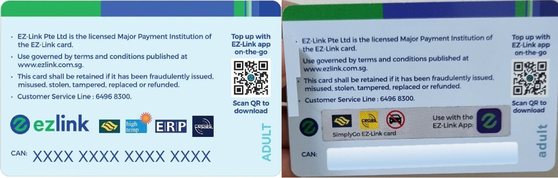 · EZ-Link Pte Ltd is the licensed Major Payment Institution of
the EZ-Link card.
· Use governed by terms and conditions published at
www.ezlink.com.sg.
· This card shall be retained if it has been fraudulently issued,
misused, stolen, tampered, replaced or refunded.
· Customer Service Line : 6496 8300.
Top up with
EZ-Link app
on-the-go
Scan QR to
download
ezlink
high
trip
ERP
ADULT
CAN: XXXX XXXX XXXX XXXX
· EZ-Link Pte Ltd is the licensed Major Payment Institution of
the EZ-Link card.
Use governed by terms and conditions published at
www.ezlink.com.sg.
This card shall be retained if it has been fraudulently issued,
misused, stolen, tampered, replaced or refunded.
· Customer Service Line : 6496 8300.
Top up with
EZ-Link app
on-the-go
Scan QR to
download
SimplyGo EZ-Link card
Use with the
EZ-Link App:
CAN:
adult